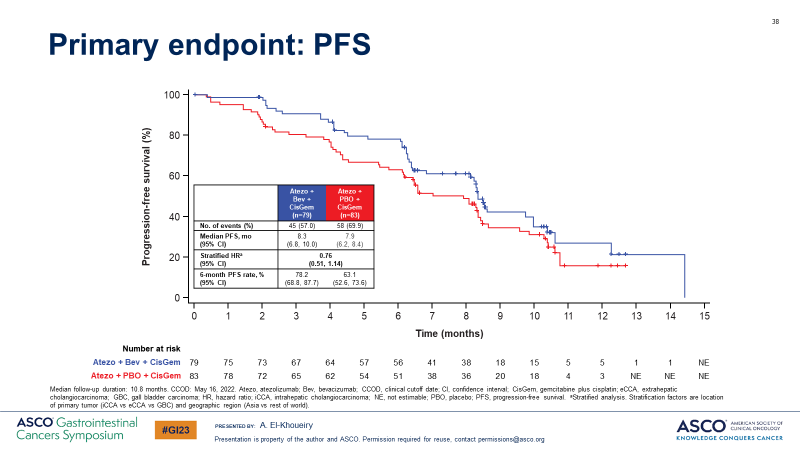 38
Primary endpoint: PFS
Progression-free survival (%)
100
80
60
40
20
0
Atezo + Bev + CisGem (n=79)
Atezo + PBO + CisGem (n=83)
No. of events (%) 45 (57.0) 58 (69.9)
Median PFS, mo (95% CI) 8.3 (6.8, 10.0) 7.9 (6.2, 8.4)
Stratified HRᵃ (95% CI) 0.76 (0.51, 1.14)
6-month PFS rate, % (95% CI) 78.2 (68.8, 87.7) 63.1 (52.6, 73.6)
0 1 2 3 4 5 6 7 8 9 10 11 12 13 14 15
Time (months)
Number at risk
Atezo + Bev + CisGem 79 75 73 67 64 57 56 41 38 18 15 5 5 1 1 NE
Atezo + PBO + CisGem 83 78 72 65 62 54 51 38 36 20 18 4 3 NE NE NE
Median follow-up duration: 10.8 months. CCOD: May 16, 2022. Atezo, atezolizumab; Bev, bevacizumab; CCOD, clinical cutoff date; CI, confidence interval; CisGem, gemcitabine plus cisplatin; eCCA, extrahepatic
cholangiocarcinoma; GBC, gall bladder carcinoma; HR, hazard ratio; iCCA, intrahepatic cholangiocarcinoma; NE, not estimable; PBO, placebo; PFS, progression-free survival. ᵃStratified analysis. Stratification factors are location
of primary tumor (iCCA vs eCCA vs GBC) and geographic region (Asia vs rest of world).
ASCO Gastrointestinal
Cancers Symposium
#GI23
PRESENTED BY: A. El-Khoueiry
Presentation is property of the author and ASCO. Permission required for reuse, contact permissions@asco.org
ASCO AMERICAN SOCIETY OF
CLINICAL ONCOLOGY
KNOWLEDGE CONQUERS CANCER